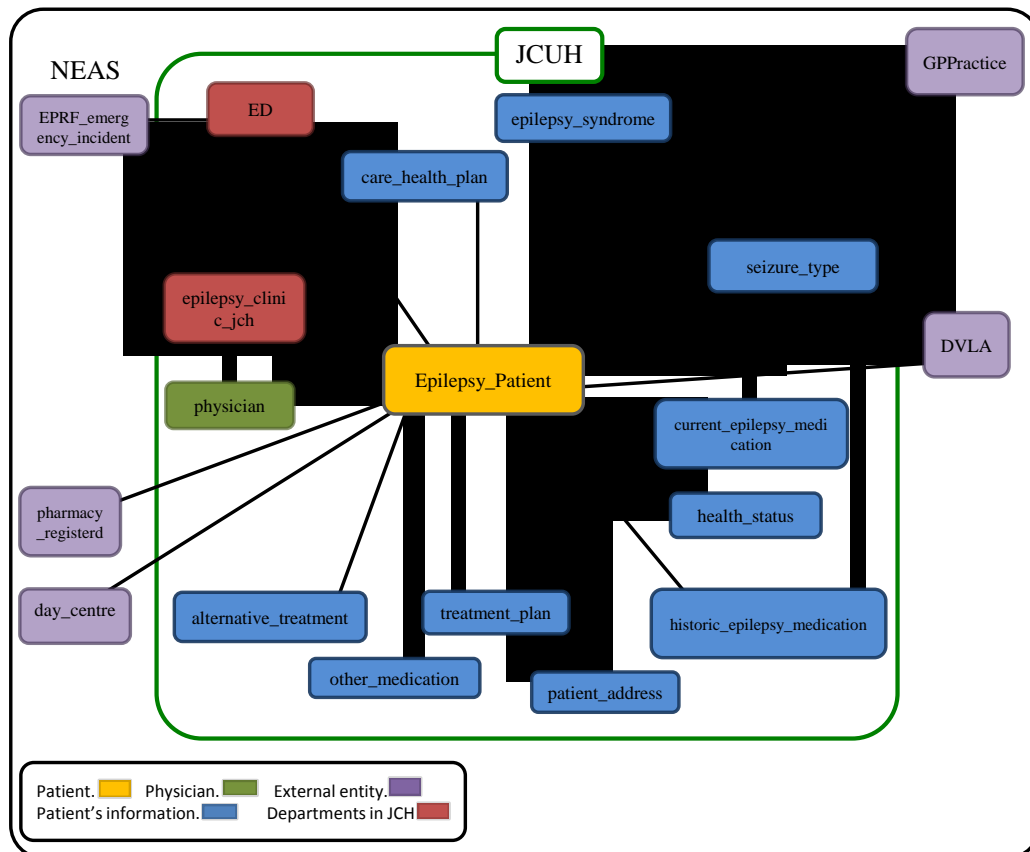 JCUH
NEAS
GPPractice
EPRF_emerg
ency_incident
ED
epilepsy_syndrome
care_health_plan
seizure_type
epilepsy_clini
c_jch
DVLA
Epilepsy_Patient
physician
current_epilepsy_medi
cation
pharmacy
_registerd
health_status
day_centre
alternative_treatment
treatment_plan
historic_epilepsy_medication
other_medication
patient_address
Patient.
Physician.
External entity.
Patient’s information.
Departments in JCH